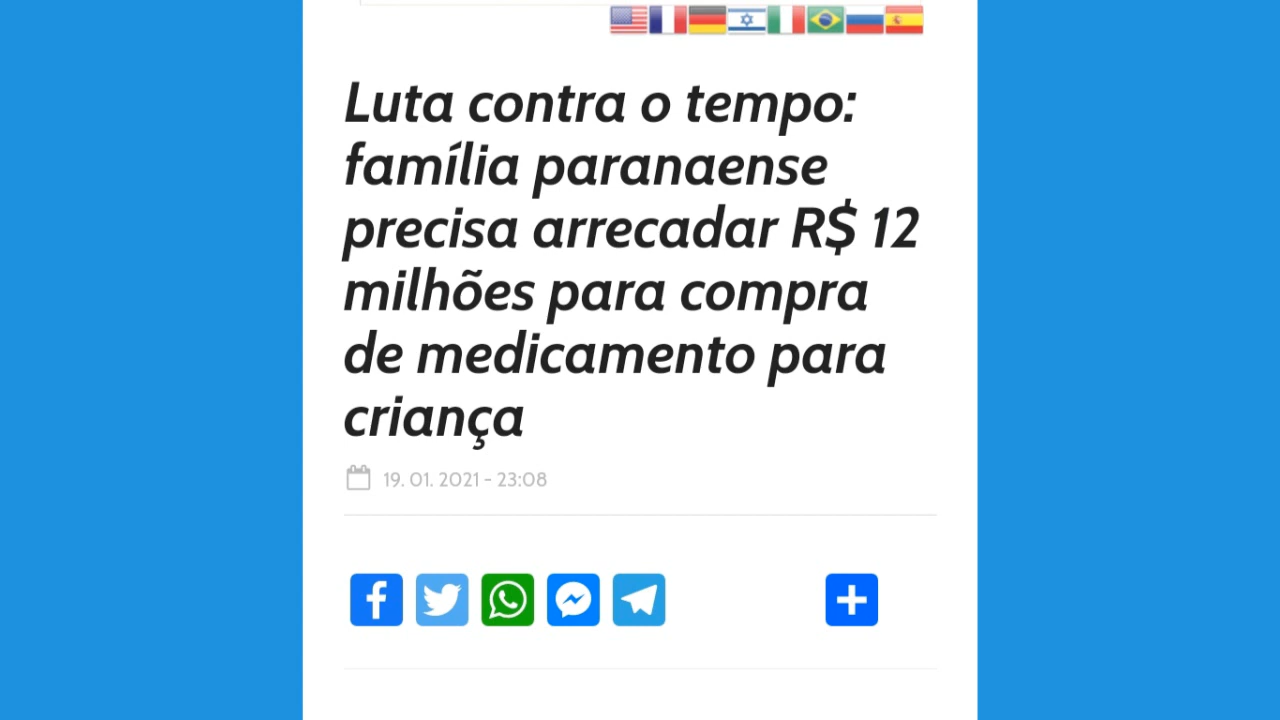 Luta contra o tempo:
família paranaense
precisa arrecadar R$ 12
milhões para compra
de medicamento para
criança
19. 01. 2021 - 23:08